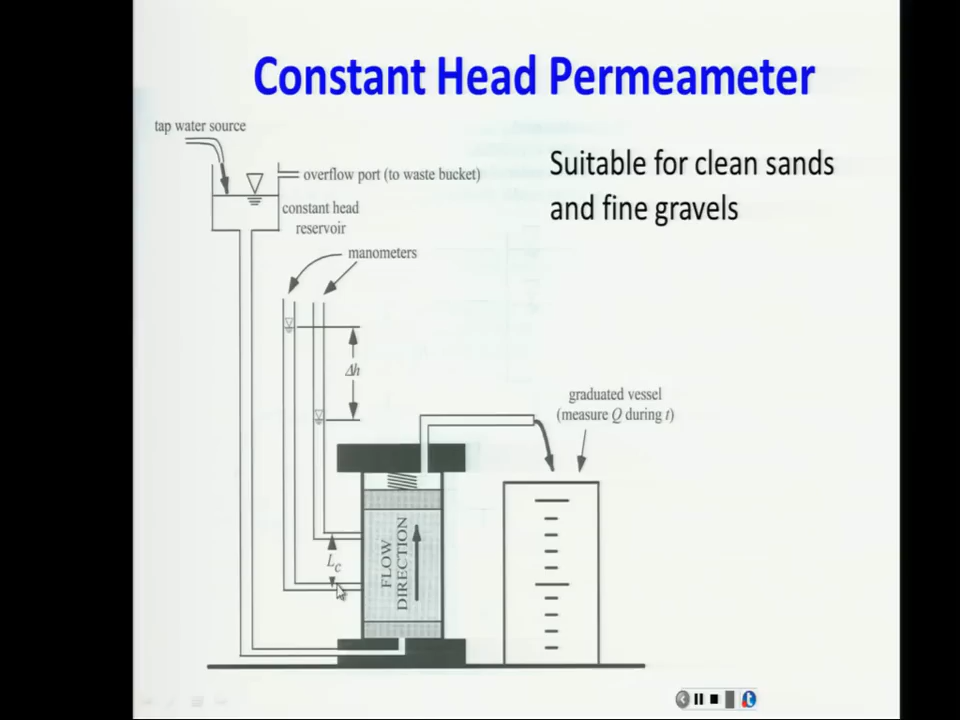 Constant Head Permeameter
tap water source
Suitable for clean sands
and fine gravels
overflow port (to waste bucket)
constant head
reservoir
manometers
Δh
graduated vessel
(measure Q during t)
Lc
FLOW
DIRECTION